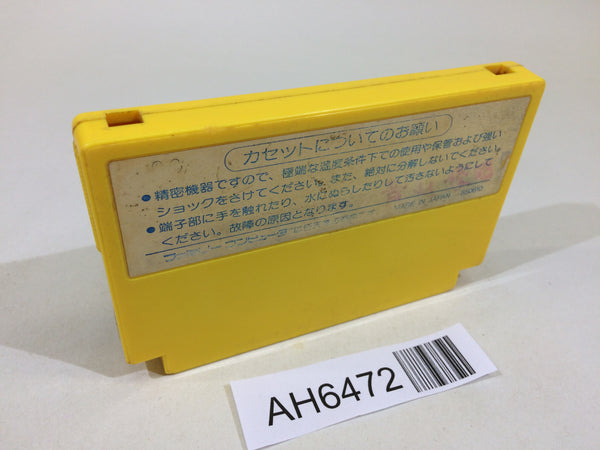 カセットについてのお願い
●精密機器ですので、極端な温度条件下での使用や保管および強い
ショックをさけてください。また、絶対に分解しないでください。
●端子部に手を触れたり、水にぬらしたりして汚さないようにして
ください。故障の原因となります。
MADE IN JAPAN
AH6472